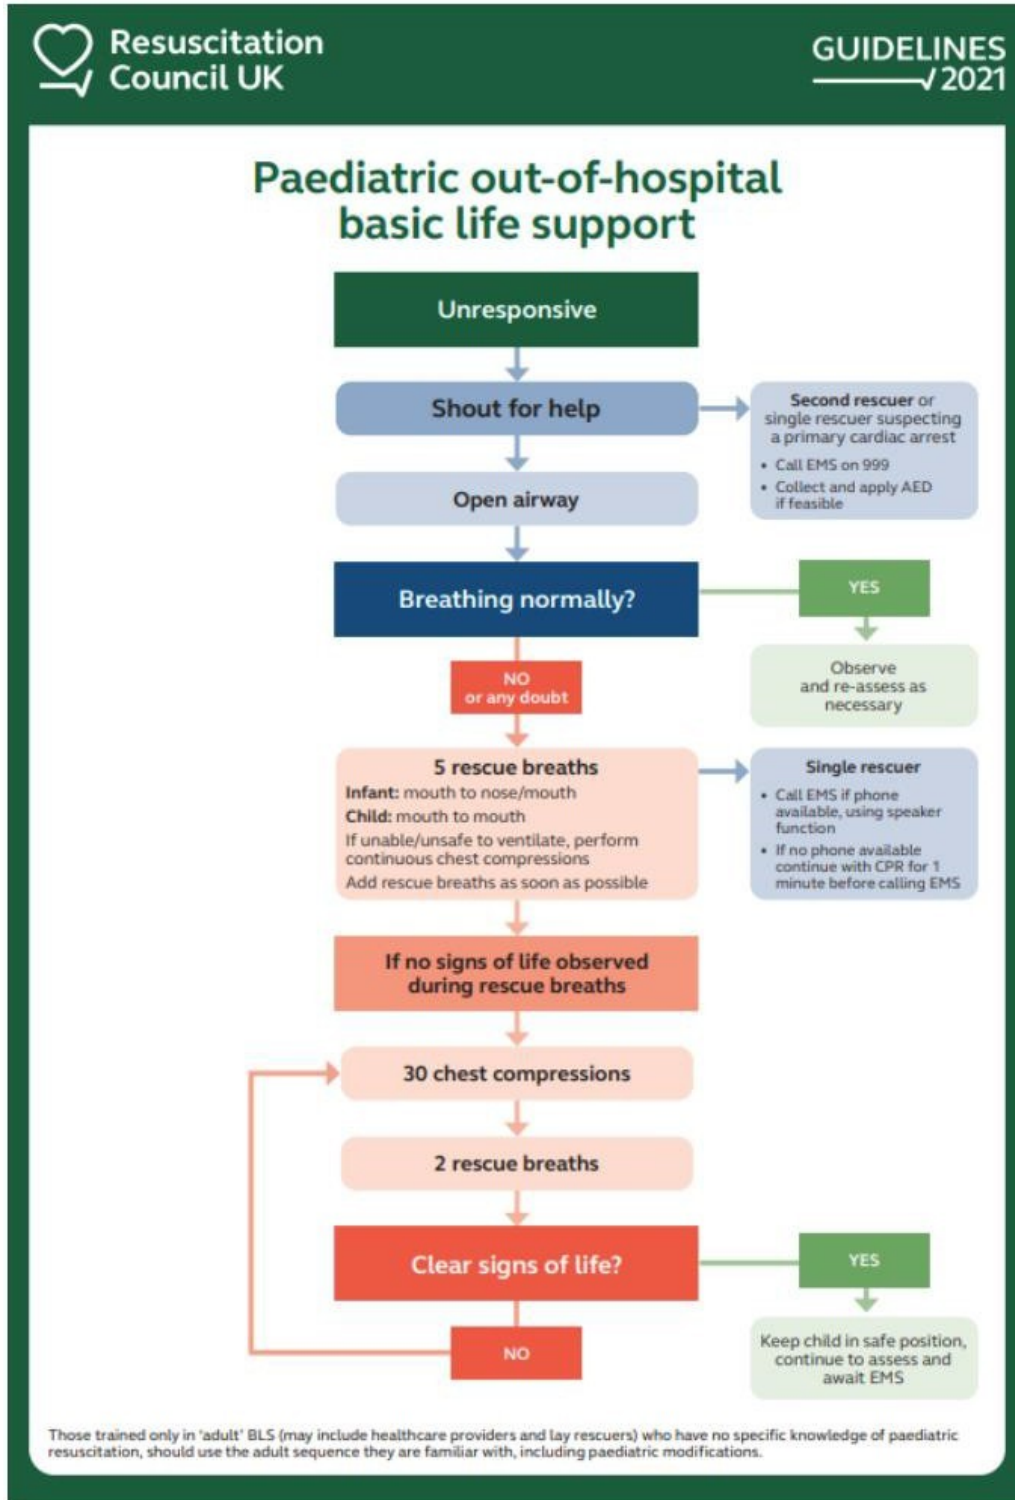 Resuscitation
Council UK
GUIDELINES
2021
Paediatric out-of-hospital
basic life support
Unresponsive
Shout for help
Second rescuer or
single rescuer suspecting
a primary cardiac arrest
• Call EMS on 999
• Collect and apply AED
if feasible
Open airway
Breathing normally?
YES
Observe
and re-assess as
necessary
NO
or any doubt
5 rescue breaths
Infant: mouth to nose/mouth
Child: mouth to mouth
If unable/unsafe to ventilate, perform
continuous chest compressions
Add rescue breaths as soon as possible
Single rescuer
• Call EMS if phone
available, using speaker
function
• If no phone available
continue with CPR for 1
minute before calling EMS
If no signs of life observed
during rescue breaths
30 chest compressions
2 rescue breaths
Clear signs of life?
YES
Keep child in safe position,
continue to assess and
await EMS
NO
Those trained only in ‘adult’ BLS (may include healthcare providers and lay rescuers) who have no specific knowledge of paediatric
resuscitation, should use the adult sequence they are familiar with, including paediatric modifications.